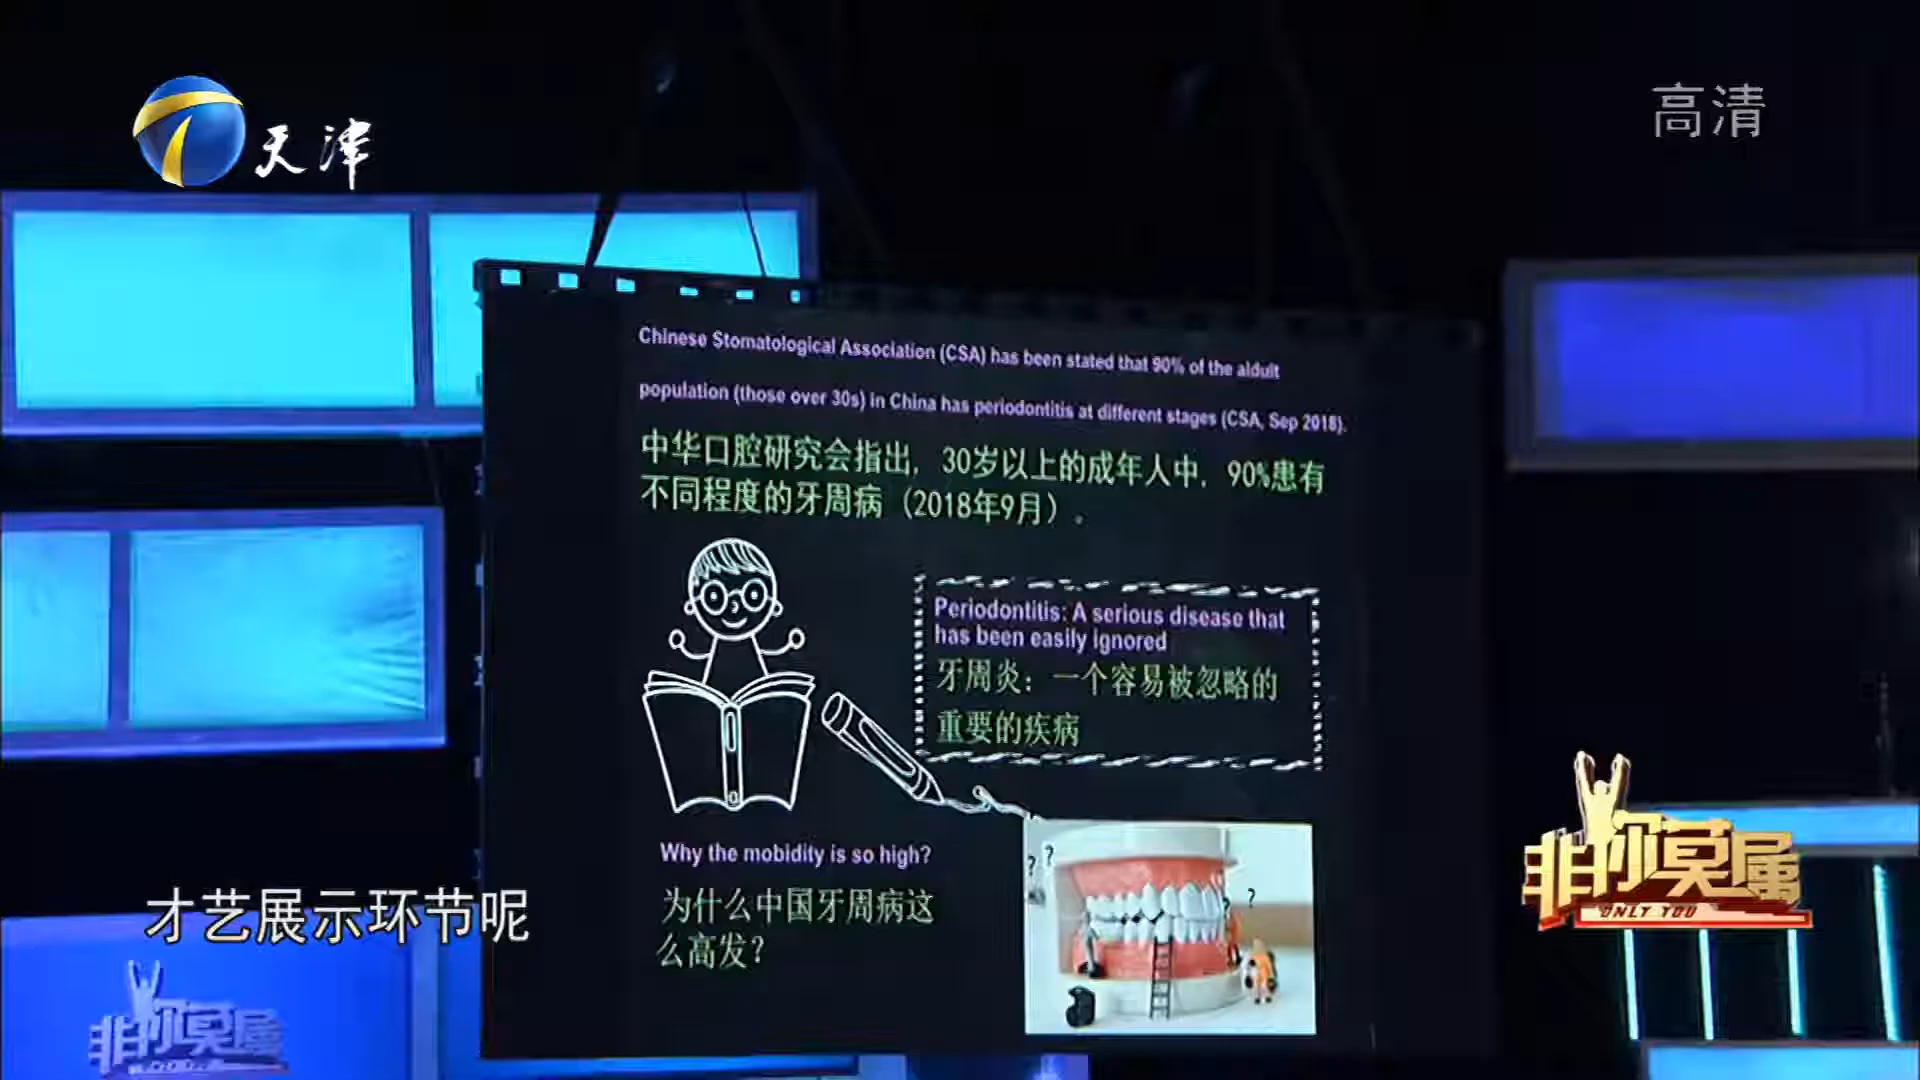 天津
高清
Chinese Stomatological Association (CSA) has been stated that 90% of the aldult
population (those over 30s) in China has periodontitis at different stages (CSA, Sep 2018).
中华口腔研究会指出，30岁以上的成年人中，90%患有
不同程度的牙周病（2018年9月）。
Periodontitis: A serious disease that
has been easily ignored
牙周炎：一个容易被忽略的
重要的疾病
Why the mobidity is so high?
为什么中国牙周病这
么高发？
? ? ?
才艺展示环节呢
非你莫属
ONLY YOU
非你莫属